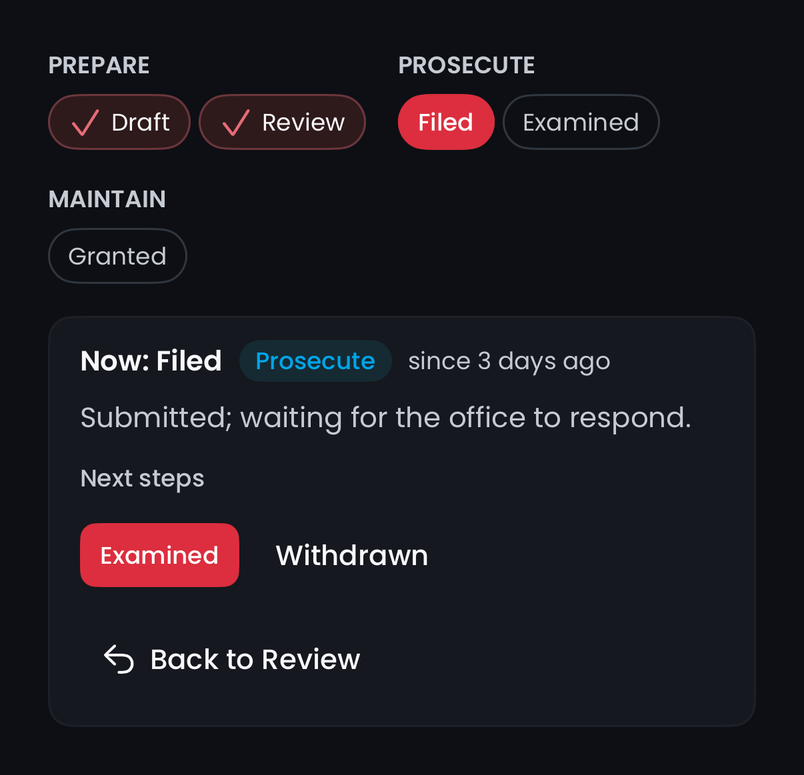 PREPARE
Draft Review
PROSECUTE
Filed Examined
MAINTAIN
Granted
Now: Filed Prosecute since 3 days ago
Submitted; waiting for the office to respond.
Next steps
Examined Withdrawn
Back to Review